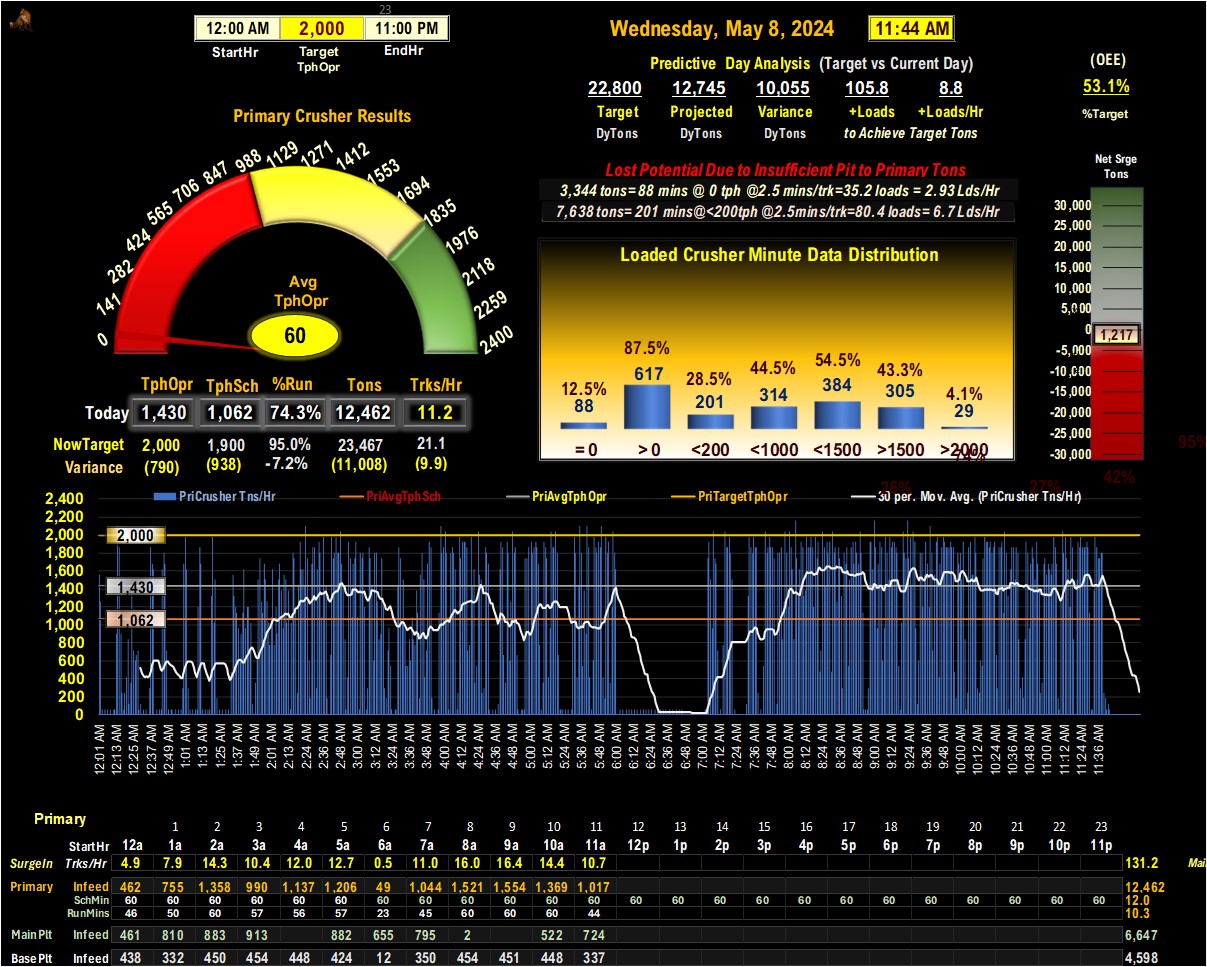 23
12:00 AM 2,000 11:00 PM
StartHr Target TphOpr EndHr
Wednesday, May 8, 2024 11:44 AM
Predictive Day Analysis (Target vs Current Day)
22,800 12,745 10,055 105.8 8.8
Target Projected Variance +Loads +Loads/Hr
DyTons DyTons DyTons to Achieve Target Tons
(OEE)
53.1%
%Target
Primary Crusher Results
0 141 282 424 565 706 847 988 1129 1271 1412 1553 1694 1835 1976 2118 2259 2400
Avg
TphOpr
60
Lost Potential Due to Insufficient Pit to Primary Tons
3,344 tons=88 mins @ 0 tph @2.5 mins/trk=35.2 loads = 2.93 Lds/Hr
7,638 tons= 201 mins@<200tph @2.5mins/trk=80.4 loads= 6.7 Lds/Hr
Loaded Crusher Minute Data Distribution
12.5% 87.5% 28.5% 44.5% 54.5% 43.3% 4.1%
88 617 201 314 384 305 29
=0 >0 <200 <1000 <1500 >1500 >2000
Net Srge
Tons
30,000
25,000
20,000
15,000
10,000
5,000
0
1,217
-5,000
-10,000
-15,000
-20,000
-25,000
-30,000
95%
42%
27%
26%
TphOpr TphSch %Run Tons Trks/Hr
Today 1,430 1,062 74.3% 12,462 11.2
NowTarget 2,000 1,900 95.0% 23,467 21.1
Variance (790) (938) -7.2% (11,008) (9.9)
PriCrusher Tns/Hr PriAvgTphSch PriAvgTphOpr PriTargetTphOpr 30 per. Mov. Avg. (PriCrusher Tns/Hr)
2,400
2,200
2,000
1,800
1,600
1,400
1,200
1,000
800
600
400
200
0
2,000
1,430
1,062
12:01 AM 12:13 AM 12:25 AM 12:37 AM 12:49 AM 1:01 AM 1:13 AM 1:25 AM 1:37 AM 1:49 AM 2:01 AM 2:13 AM 2:24 AM 2:36 AM 2:48 AM 3:00 AM 3:12 AM 3:24 AM 3:36 AM 3:48 AM 4:00 AM 4:12 AM 4:24 AM 4:36 AM 4:48 AM 5:00 AM 5:12 AM 5:24 AM 5:36 AM 5:48 AM 6:00 AM 6:12 AM 6:24 AM 6:36 AM 6:48 AM 7:00 AM 7:12 AM 7:24 AM 7:36 AM 7:48 AM 8:00 AM 8:12 AM 8:24 AM 8:36 AM 8:48 AM 9:00 AM 9:12 AM 9:24 AM 9:36 AM 9:48 AM 10:00 AM 10:12 AM 10:24 AM 10:36 AM 10:48 AM 11:00 AM 11:12 AM 11:24 AM 11:36 AM
Primary
1 2 3 4 5 6 7 8 9 10 11 12 13 14 15 16 17 18 19 20 21 22 23
StartHr 12a 1a 2a 3a 4a 5a 6a 7a 8a 9a 10a 11a 12p 1p 2p 3p 4p 5p 6p 7p 8p 9p 10p 11p
SurgeIn Trks/Hr 4.9 7.9 14.3 10.4 12.0 12.7 0.5 11.0 16.0 16.4 14.4 10.7 131.2 Mai
Primary Infeed 462 755 1,358 990 1,137 1,206 49 1,044 1,521 1,554 1,369 1,017 12,462
SchMin 60 60 60 60 60 60 60 60 60 60 60 60 60 60 60 60 60 60 60 60 60 60 60 60 12.0
RunMins 46 50 60 57 56 57 23 45 60 60 60 44 10.3
MainPlt Infeed 461 810 883 913 882 655 795 2 522 724 6,647
BasePlt Infeed 438 332 450 454 448 424 12 350 454 451 448 337 4,598